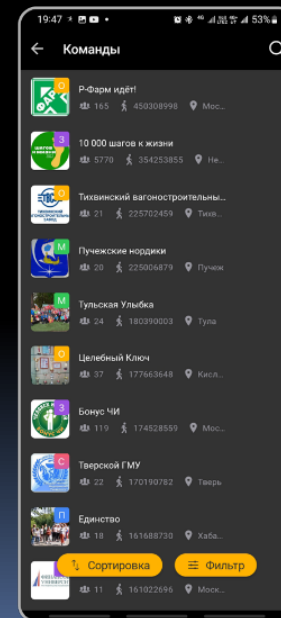 19:47
53%
Команды
О
Р-Фарм идёт!
165 450308998 Мос...
З
10 000 шагов к жизни
5770 354253855 Не...
О
Тихвинский вагоностроительны...
21 225702459 Тихв...
М
Пучежские нордики
20 225006879 Пучеж
М
Тульская Улыбка
24 180390003 Тула
О
Целебный Ключ
37 177663648 Кисл...
З
Бонус ЧИ
119 174528559 Мос...
С
Тверской ГМУ
22 170190782 Тверь
П
Единство
18 161688730 Хаба...
Сортировка Фильтр
11 161022696 Моск...